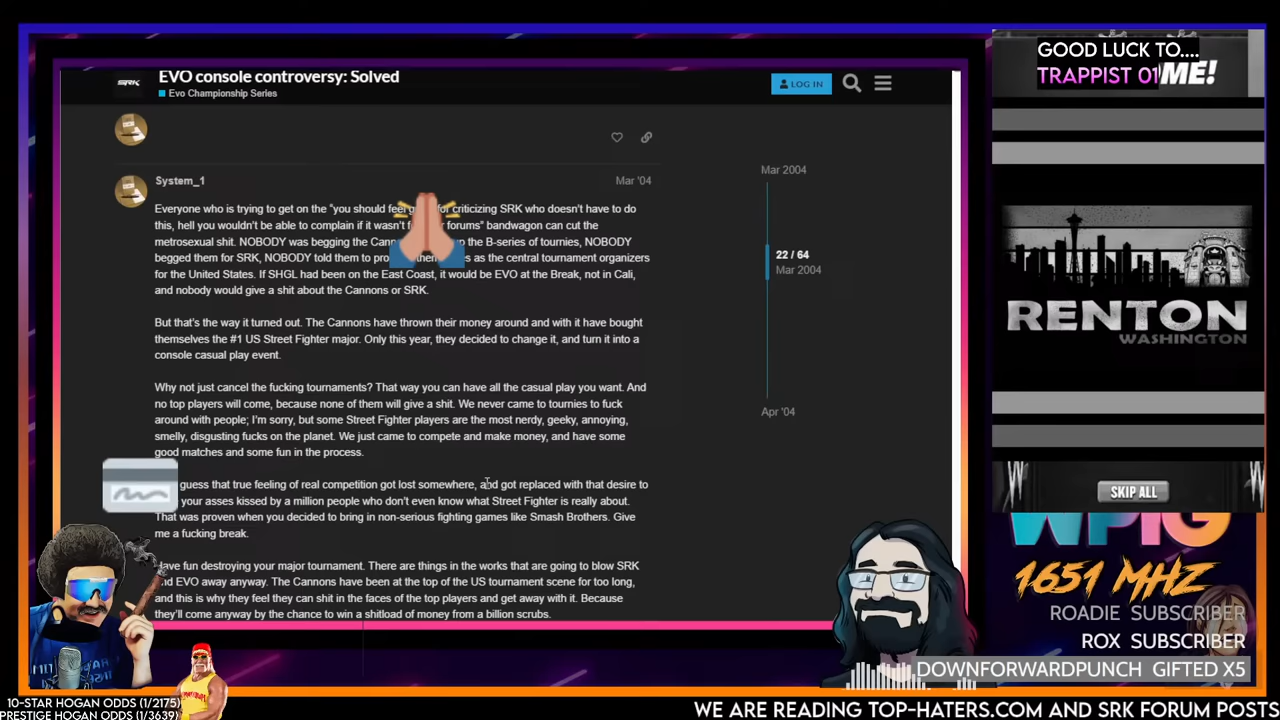 EVO console controversy: Solved
SRK
Evo Championship Series
LOG IN
System_1
Mar '04
Everyone who is trying to get on the "you should feel g for criticizing SRK who doesn't have to do
this, hell you wouldn't be able to complain if it wasn't f r forums" bandwagon can cut the
metrosexual shit. NOBODY was begging the Cann p the B-series of tournies, NOBODY
begged them for SRK, NOBODY told them to pro them es as the central tournament organizers
for the United States. If SHGL had been on the East Coast, it would be EVO at the Break, not in Cali,
and nobody would give a shit about the Cannons or SRK.
But that's the way it turned out. The Cannons have thrown their money around and with it have bought
themselves the #1 US Street Fighter major. Only this year, they decided to change it, and turn it into a
console casual play event.
Why not just cancel the fucking tournaments? That way you can have all the casual play you want. And
no top players will come, because none of them will give a shit. We never came to tournies to fuck
around with people; I'm sorry, but some Street Fighter players are the most nerdy, geeky, annoying,
smelly, disgusting fucks on the planet. We just came to compete and make money, and have some
good matches and some fun in the process.
guess that true feeling of real competition got lost somewhere, and got replaced with that desire to
your asses kissed by a million people who don't even know what Street Fighter is really about.
That was proven when you decided to bring in non-serious fighting games like Smash Brothers. Give
me a fucking break.
ave fun destroying your major tournament. There are things in the works that are going to blow SRK
nd EVO away anyway. The Cannons have been at the top of the US tournament scene for too long,
and this is why they feel they can shit in the faces of the top players and get away with it. Because
they'll come anyway by the chance to win a shitload of money from a billion scrubs.
Mar 2004
22 / 64
Mar 2004
Apr '04
GOOD LUCK TO....
TRAPPIST 01
ME!
RENTON
WASHINGTON
SKIP ALL
WPIG
1651 MHZ
ROADIE SUBSCRIBER
ROX SUBSCRIBER
DOWNFORWARDPUNCH GIFTED X5
10-STAR HOGAN ODDS (1/2175)
PRESTIGE HOGAN ODDS (1/3639)
WE ARE READING TOP-HATERS.COM AND SRK FORUM POSTS